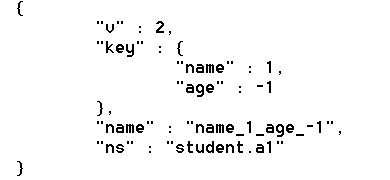 {
"v" : 2,
"key" : {
"name" : 1,
"age" : -1
},
"name" : "name_1_age_-1",
"ns" : "student.a1"
}